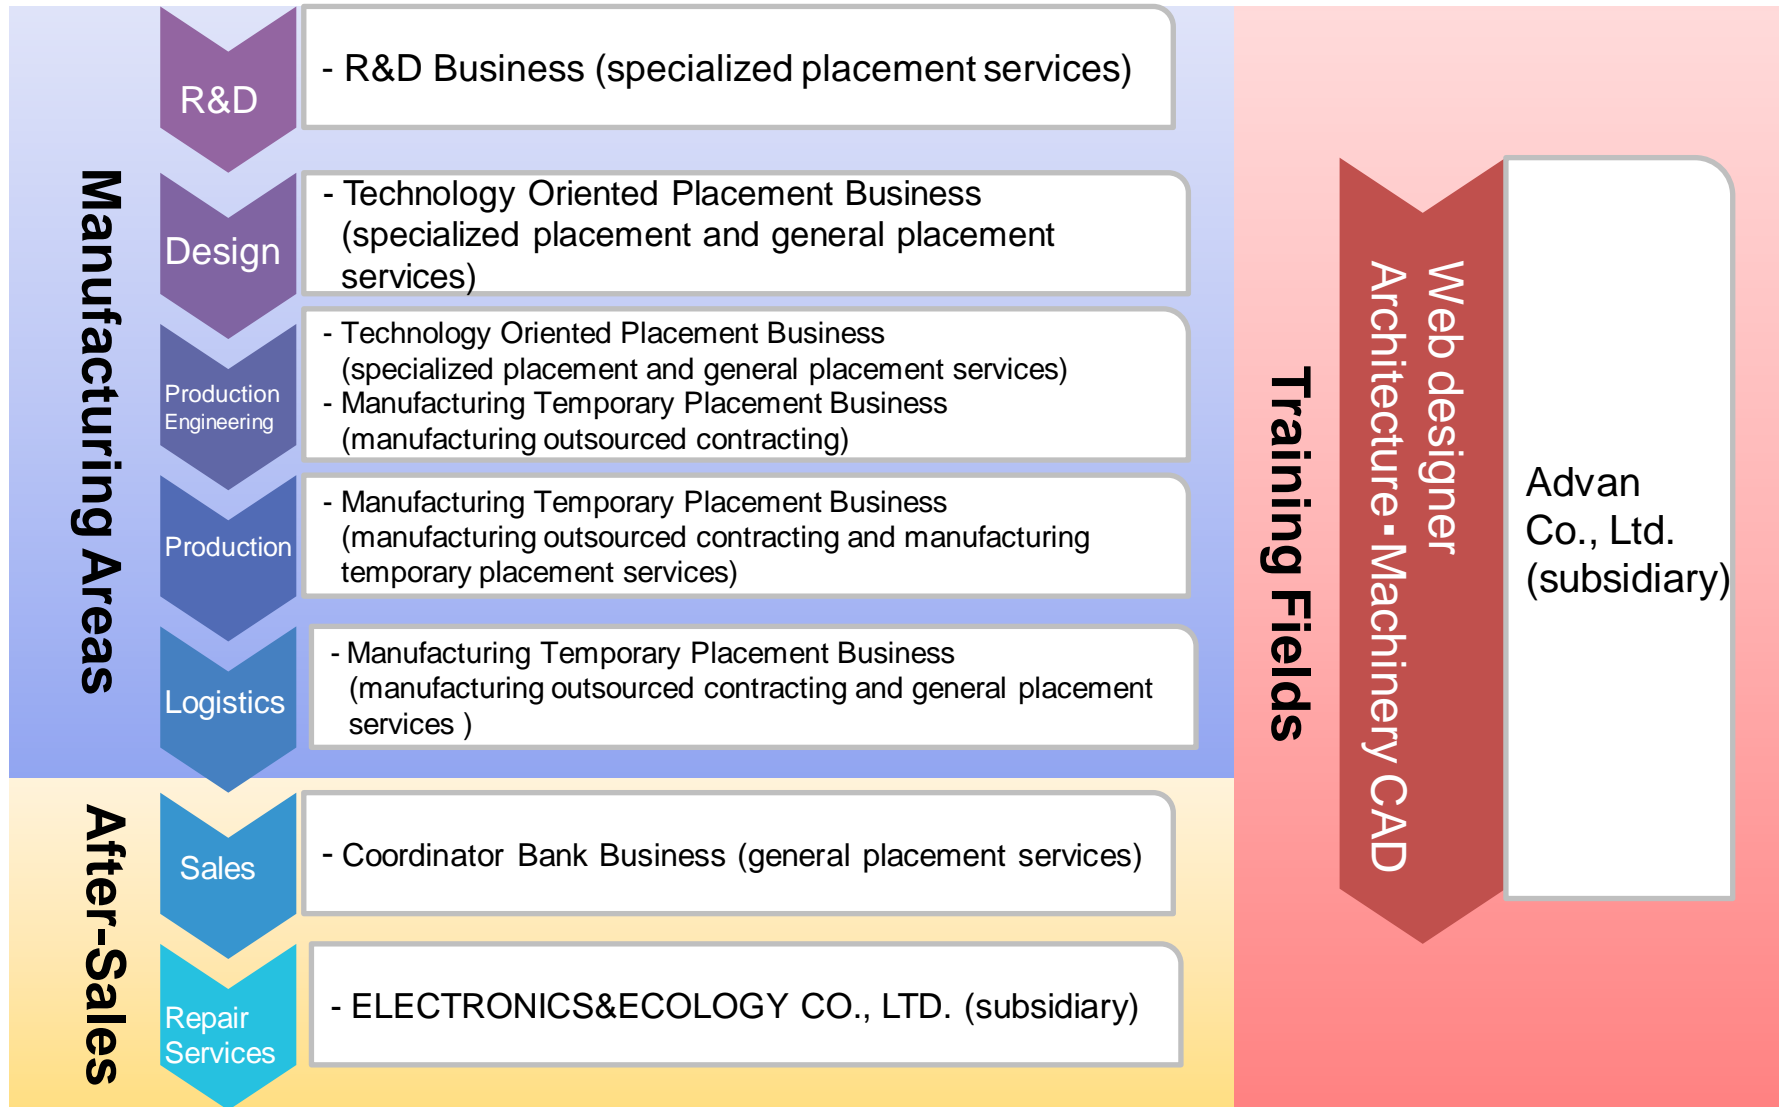 Manufacturing Areas
R&D
- R&D Business (specialized placement services)
Design
- Technology Oriented Placement Business
(specialized placement and general placement
services)
Production
Engineering
- Technology Oriented Placement Business
(specialized placement and general placement services)
- Manufacturing Temporary Placement Business
(manufacturing outsourced contracting)
Production
- Manufacturing Temporary Placement Business
(manufacturing outsourced contracting and manufacturing
temporary placement services)
Logistics
- Manufacturing Temporary Placement Business
(manufacturing outsourced contracting and general placement
services )
After-Sales
Sales
- Coordinator Bank Business (general placement services)
Repair
Services
- ELECTRONICS&ECOLOGY CO., LTD. (subsidiary)
Training Fields
Web designer
Architecture▪Machinery CAD
Advan
Co., Ltd.
(subsidiary)